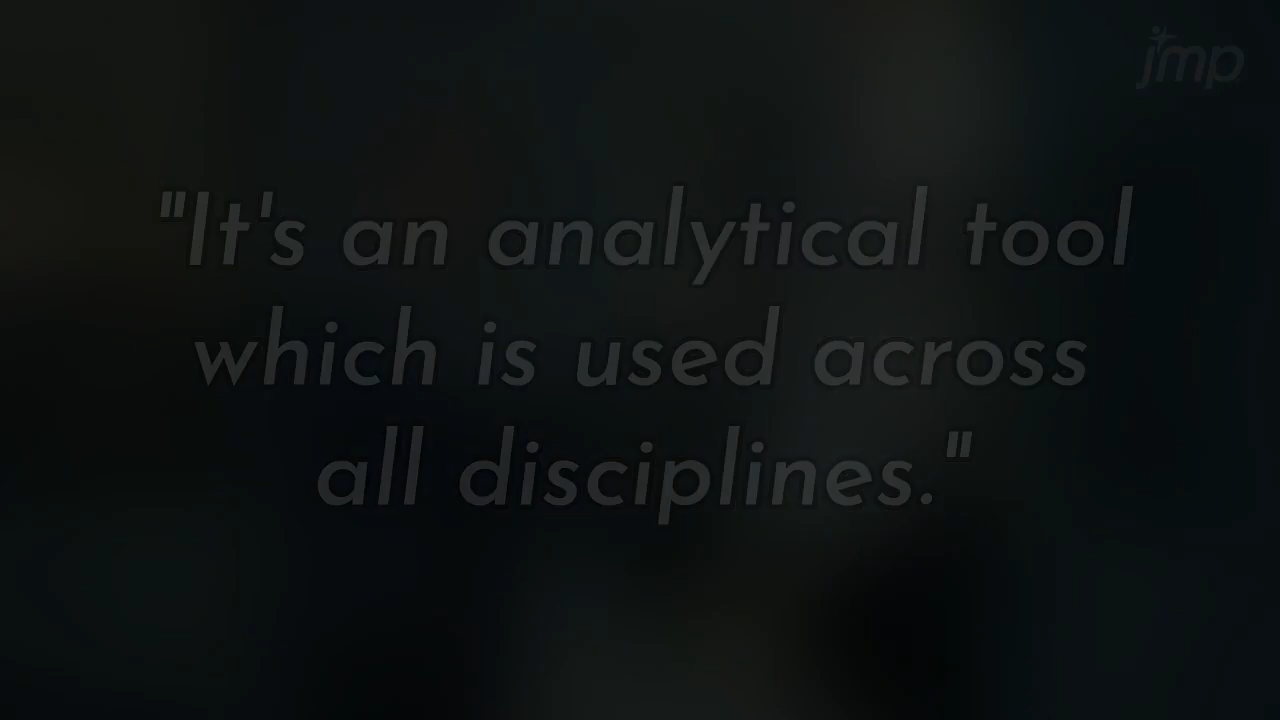 jmp
"It's an analytical tool
which is used across
all disciplines."